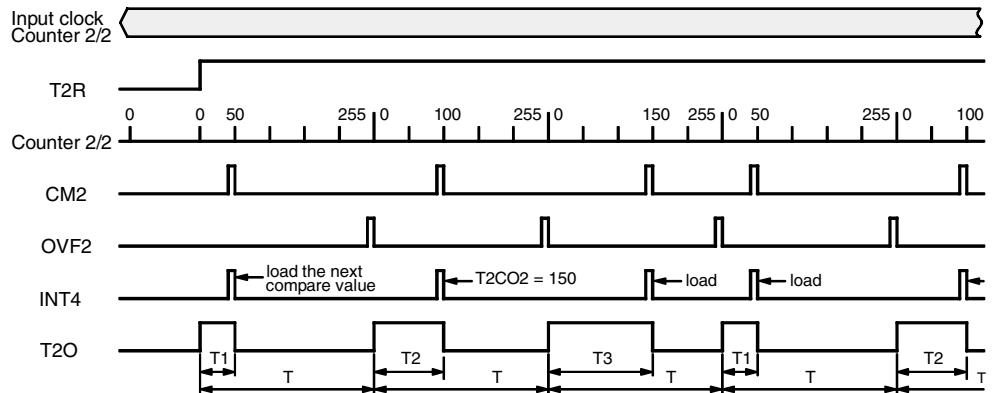 Input clock
Counter 2/2
T2R
0 0 50 255 0 100 255 0 150 255 0 50 255 0 100
Counter 2/2
CM2
OVF2
load the next
compare value
T2CO2 = 150
load
load
INT4
T2O
T1 T2 T3 T1 T2
T T T T T